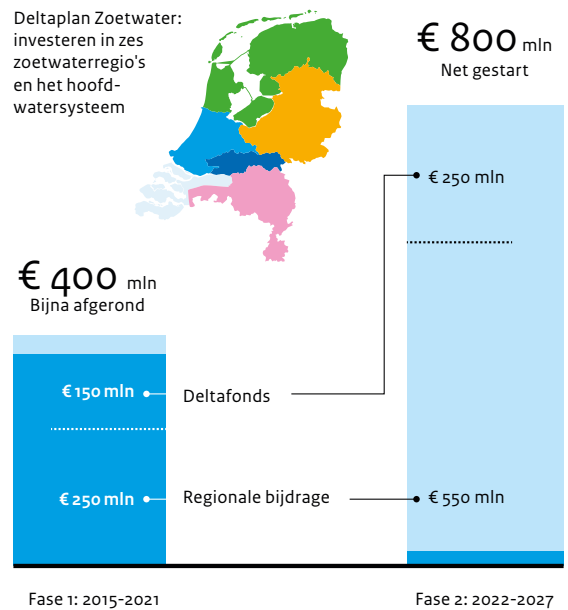 Deltaplan Zoetwater:
investeren in zes
zoetwaterregio's
en het hoofd-
watersysteem
€ 800 mln
Net gestart
€ 250 mln
€ 400 mln
Bijna afgerond
€ 150 mln
Deltafonds
€ 250 mln
Regionale bijdrage
€ 550 mln
Fase 1: 2015-2021
Fase 2: 2022-2027